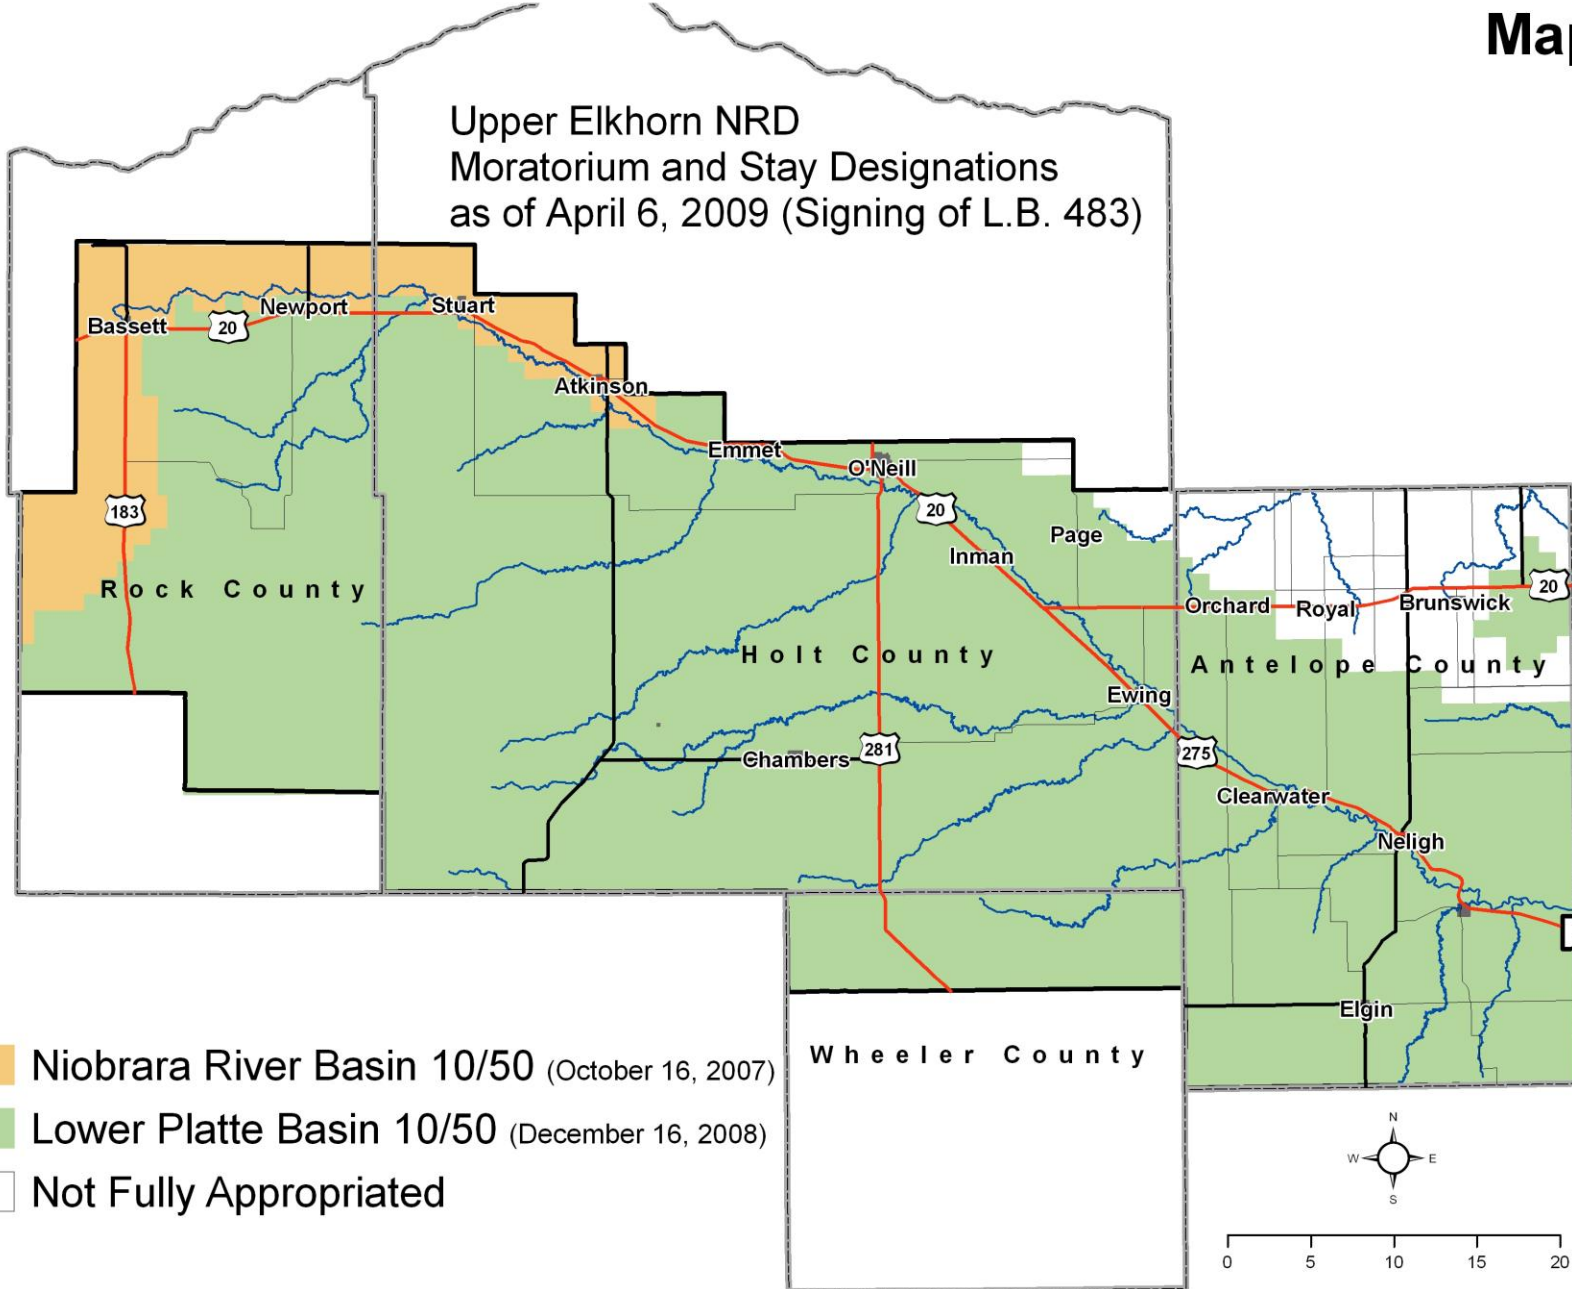 Map
Upper Elkhorn NRD
Moratorium and Stay Designations
as of April 6, 2009 (Signing of L.B. 483)
Bassett
20
Newport
Stuart
Atkinson
Emmet
O'Neill
183
20
Page
Inman
Rock County
Orchard
Royal
Brunswick
20
Holt County
Antelope County
Ewing
Chambers
281
275
Clearwater
Neligh
Elgin
Wheeler County
Niobrara River Basin 10/50 (October 16, 2007)
Lower Platte Basin 10/50 (December 16, 2008)
Not Fully Appropriated
N
W E
S
0 5 10 15 20